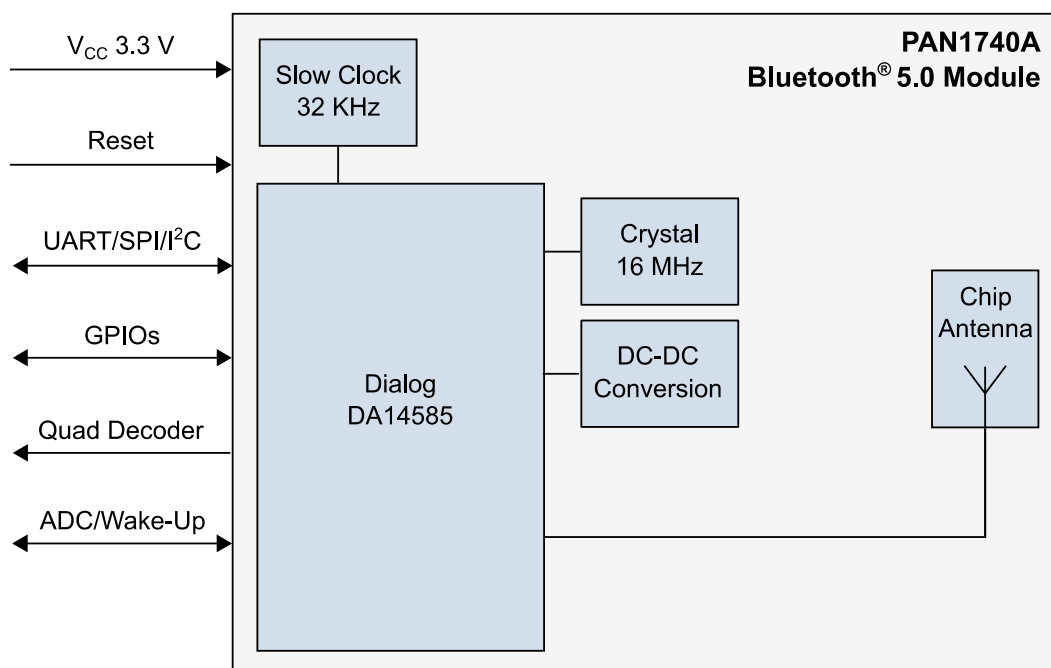 V_CC 3.3 V
Reset
UART/SPI/I²C
GPIOs
Quad Decoder
ADC/Wake-Up
PAN1740A
Bluetooth® 5.0 Module
Slow Clock
32 KHz
Dialog
DA14585
Crystal
16 MHz
DC-DC
Conversion
Chip
Antenna